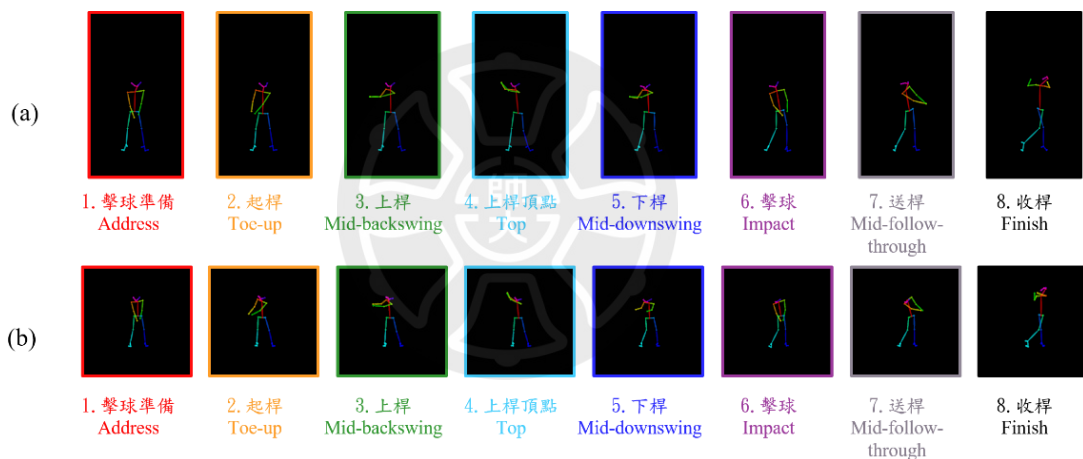 (a)
1. 擊球準備 2. 起桿 3. 上桿 4. 上桿頂點 5. 下桿 6. 擊球 7. 送桿 8. 收桿
Address Toe-up Mid-backswing Top Mid-downswing Impact Mid-follow-through Finish
師大
(b)
1. 擊球準備 2. 起桿 3. 上桿 4. 上桿頂點 5. 下桿 6. 擊球 7. 送桿 8. 收桿
Address Toe-up Mid-backswing Top Mid-downswing Impact Mid-follow-through Finish